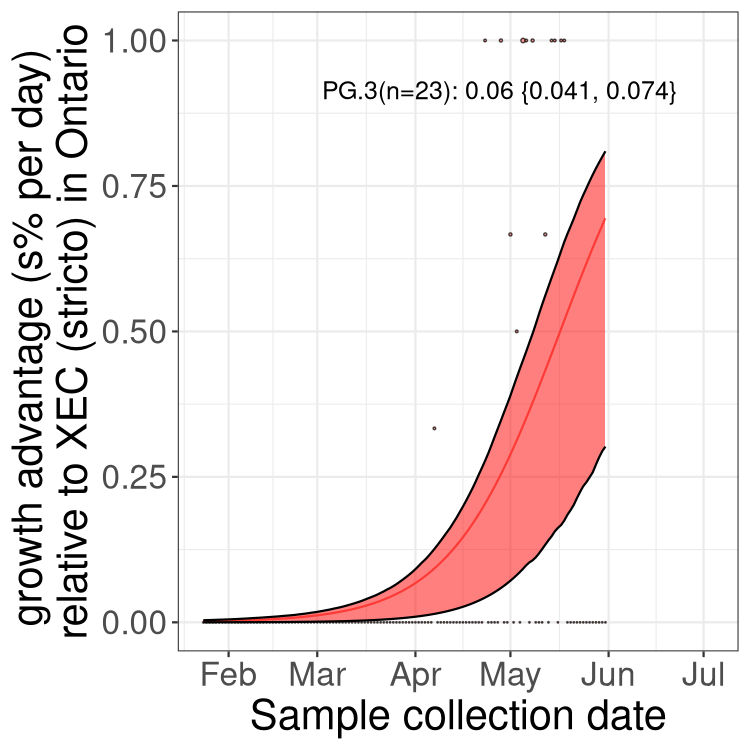 growth advantage (s% per day)
relative to XEC (stricto) in Ontario
1.00
0.75
0.50
0.25
0.00
PG.3(n=23): 0.06 {0.041, 0.074}
Feb Mar Apr May Jun Jul
Sample collection date